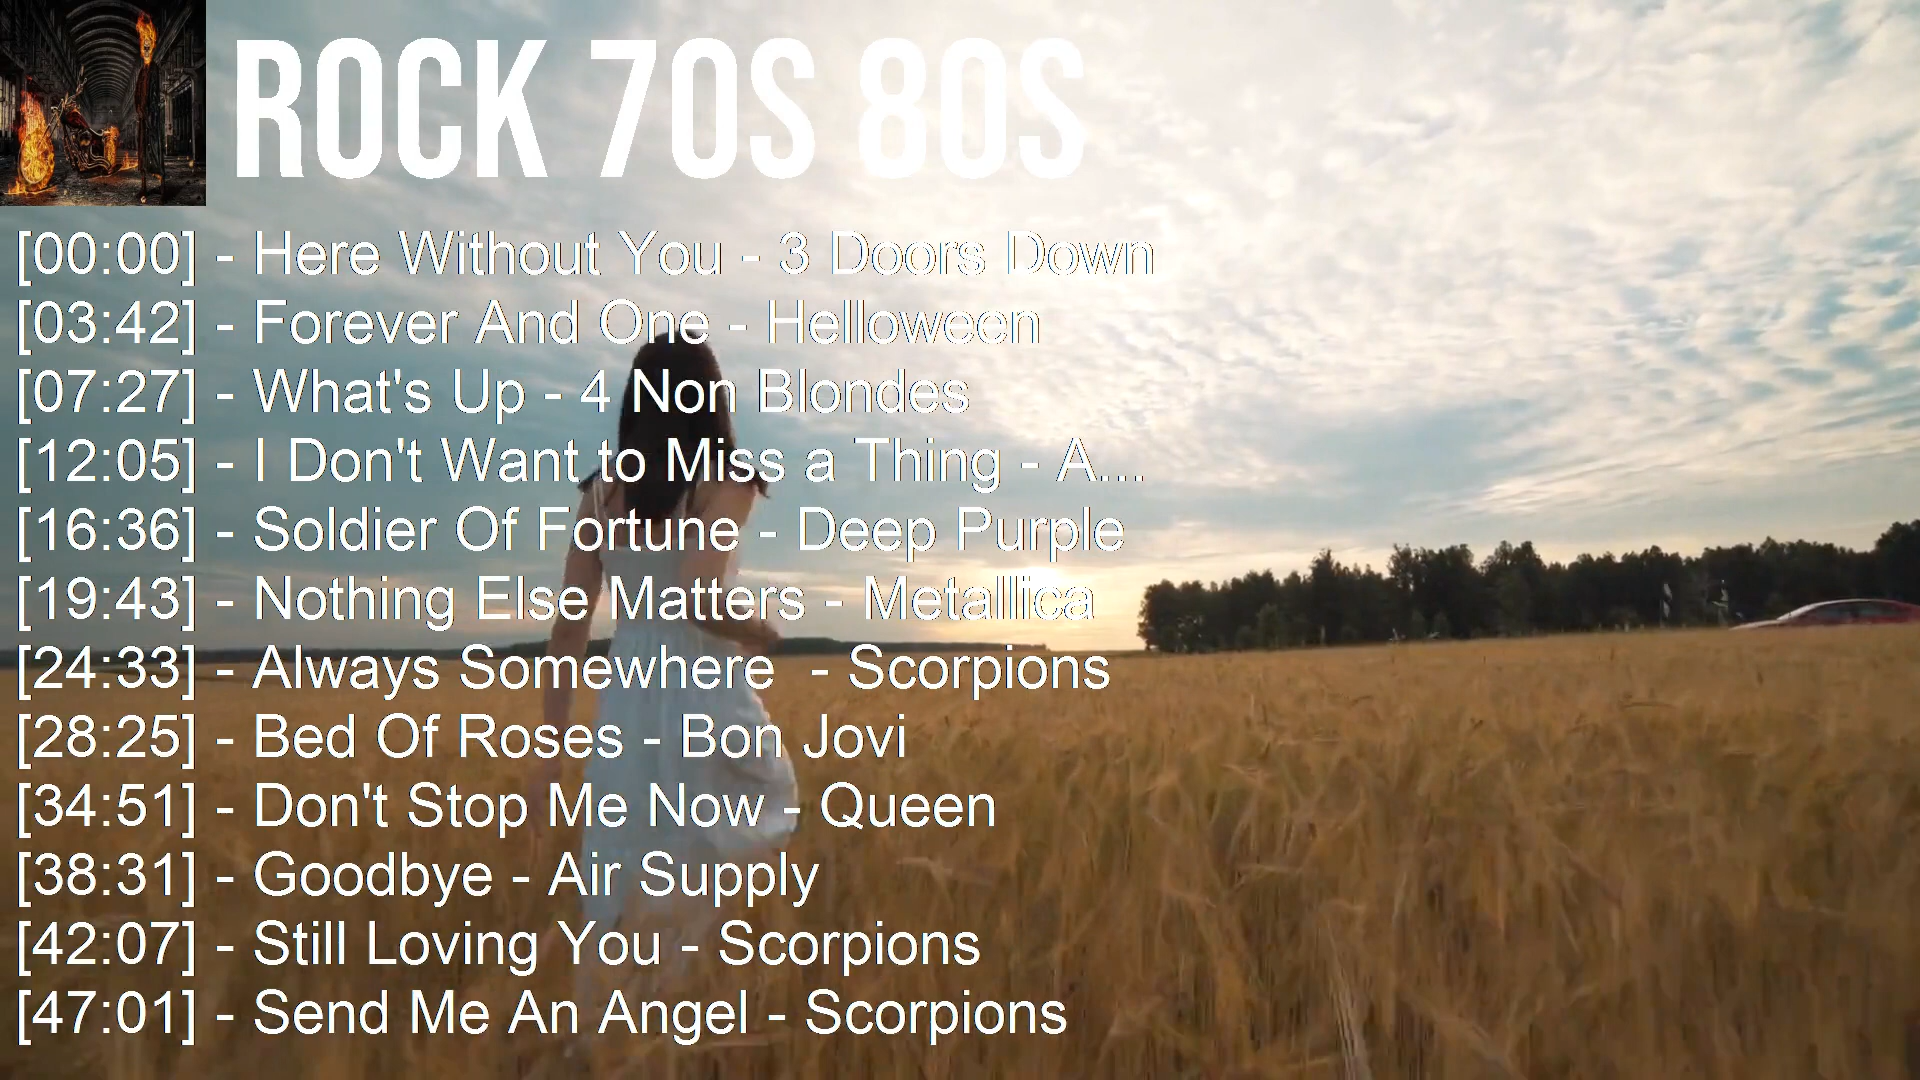 ROCK 70S 80S
[00:00] - Here Without You - 3 Doors Down
[03:42] - Forever And One - Helloween
[07:27] - What's Up - 4 Non Blondes
[12:05] - I Don't Want to Miss a Thing - A...
[16:36] - Soldier Of Fortune - Deep Purple
[19:43] - Nothing Else Matters - Metallica
[24:33] - Always Somewhere  - Scorpions
[28:25] - Bed Of Roses - Bon Jovi
[34:51] - Don't Stop Me Now - Queen
[38:31] - Goodbye - Air Supply
[42:07] - Still Loving You - Scorpions
[47:01] - Send Me An Angel - Scorpions